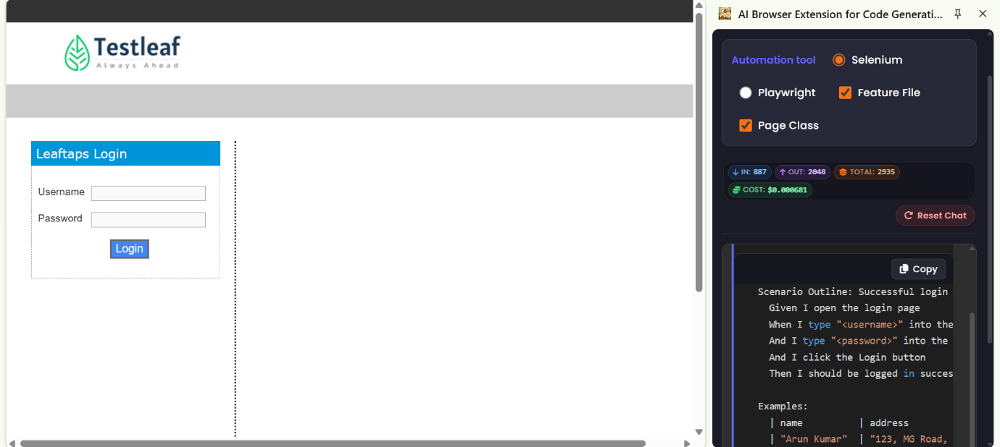 Testleaf
Always Ahead
Leaftaps Login
Username
Password
Login
AI Browser Extension for Code Generati...
Automation tool
Selenium
Playwright
Feature File
Page Class
IN: 887
OUT: 2048
TOTAL: 2935
COST: $0.000681
Reset Chat
Copy
Scenario Outline: Successful login
Given I open the login page
When I type "<username>" into the
And I type "<password>" into the
And I click the Login button
Then I should be logged in succes
Examples:
| name | address
| "Arun Kumar" | "123, MG Road,